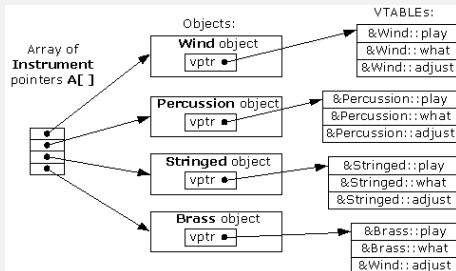 Objects:
VTABLEs:
Array of
Instrument
pointers A[ ]
Wind object
vptr
&Wind::play
&Wind::what
&Wind::adjust
Percussion object
vptr
&Percussion::play
&Percussion::what
&Percussion::adjust
Stringed object
vptr
&Stringed::play
&Stringed::what
&Stringed::adjust
Brass object
vptr
&Brass::play
&Brass::what
&Wind::adjust